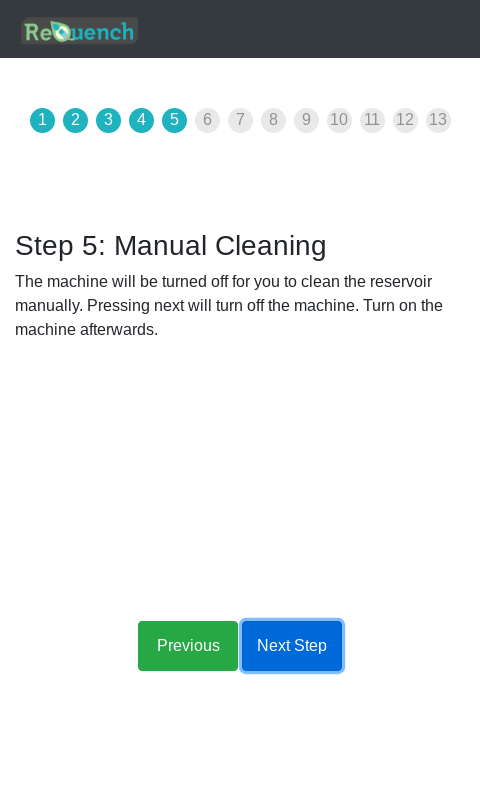 ReQuench
1 2 3 4 5 6 7 8 9 10 11 12 13
Step 5: Manual Cleaning
The machine will be turned off for you to clean the reservoir
manually. Pressing next will turn off the machine. Turn on the
machine afterwards.
Previous Next Step